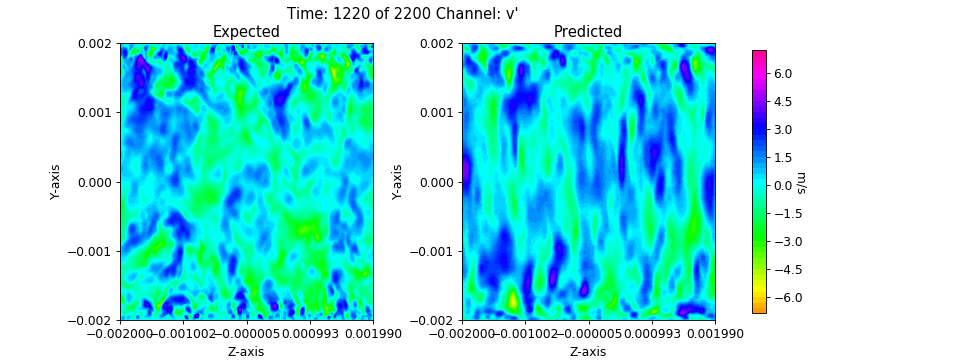 Time: 1220 of 2200 Channel: v'
Expected
Predicted
0.002
0.001
0.000
−0.001
−0.002
Y-axis
−0.002000 −0.001002 −0.000005 0.000993 0.001990
Z-axis
0.002
0.001
0.000
−0.001
−0.002
Y-axis
−0.002000 −0.001002 −0.000005 0.000993 0.001990
Z-axis
6.0
4.5
3.0
1.5
0.0
−1.5
−3.0
−4.5
−6.0
m/s